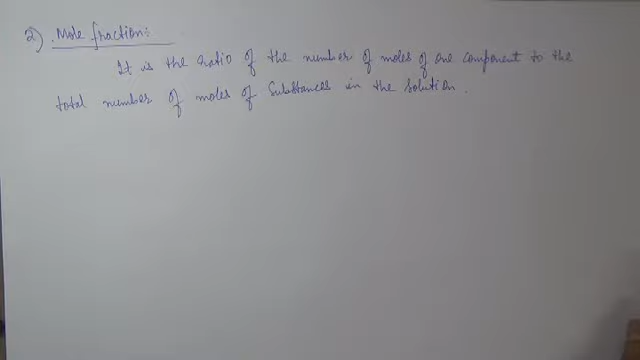 2) Mole fraction:
It is the ratio of the number of moles of one component to the
total number of moles of Substances in the solution.